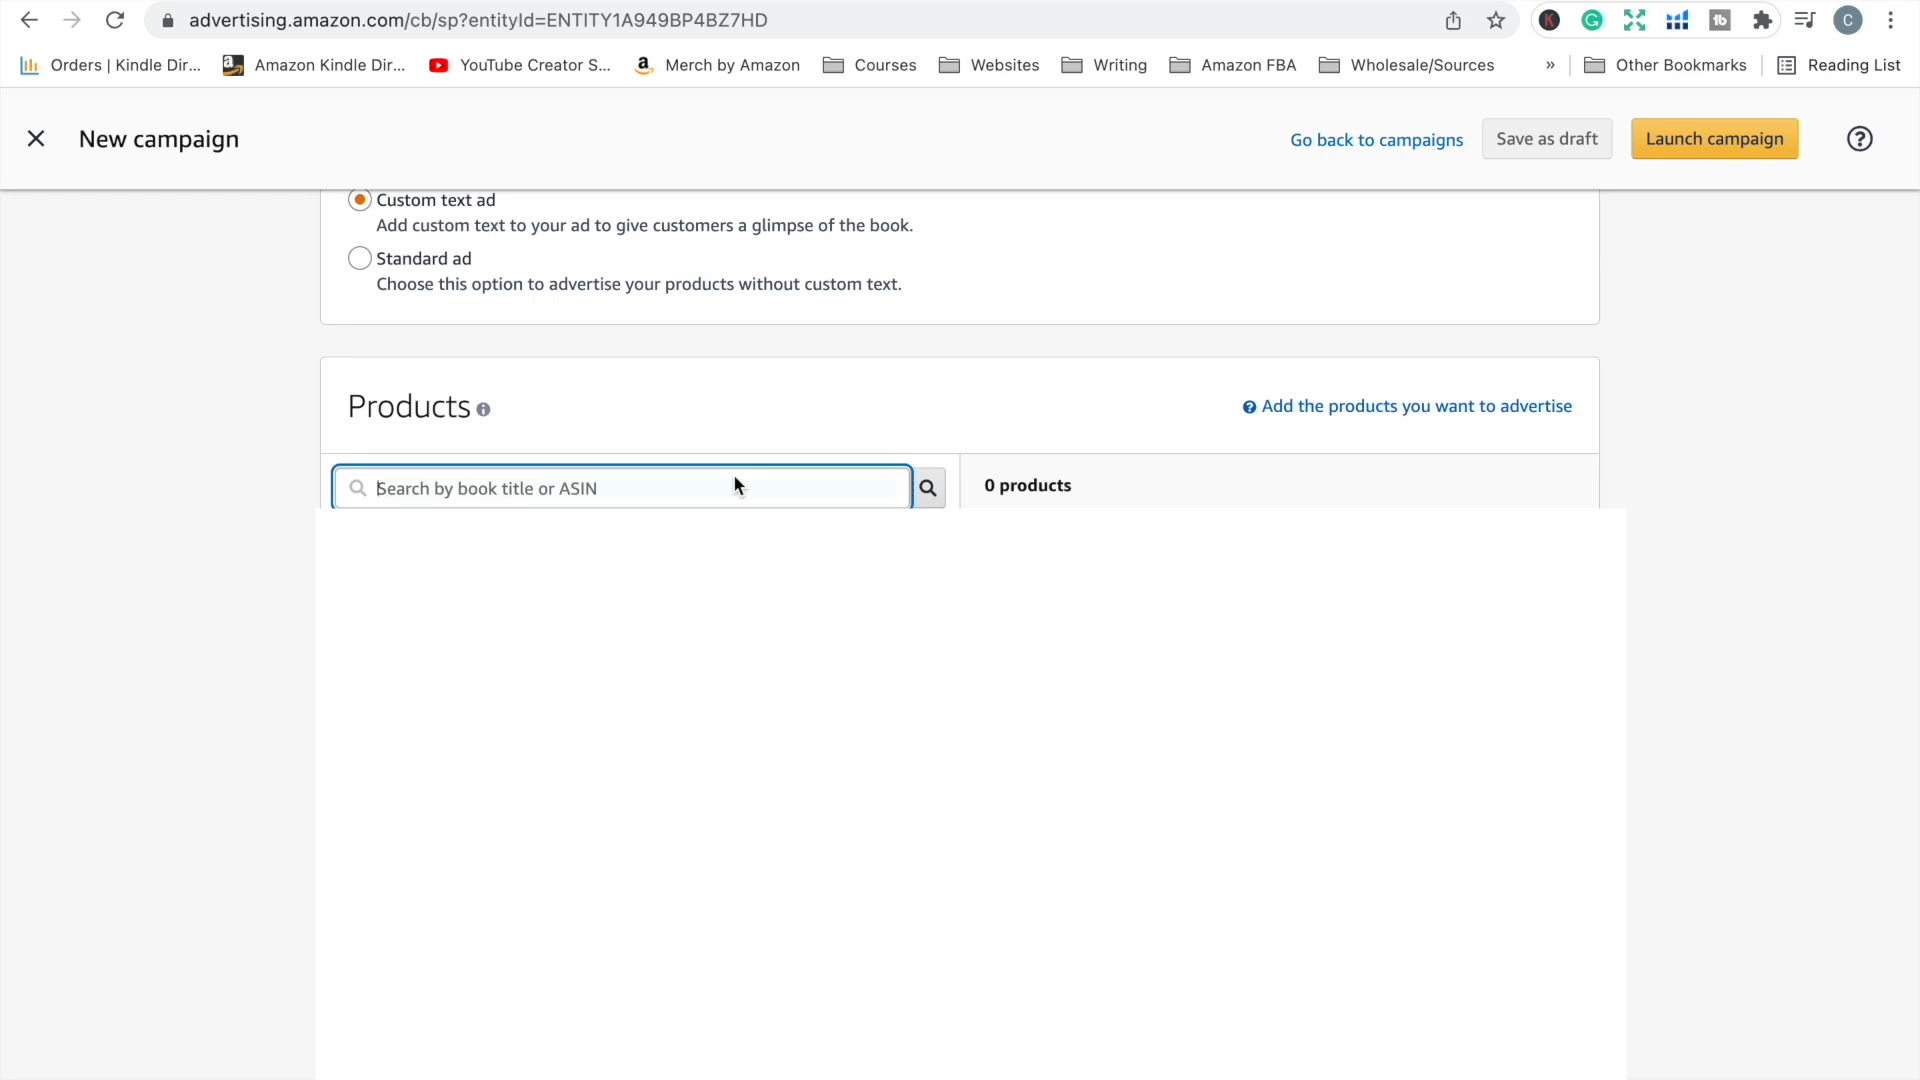 advertising.amazon.com/cb/sp?entityId=ENTITY1A949BP4BZ7HD
K G tb C
Orders | Kindle Dir... a Amazon Kindle Dir... YouTube Creator S... a Merch by Amazon Courses Websites Writing Amazon FBA Wholesale/Sources » Other Bookmarks Reading List
New campaign Go back to campaigns Save as draft Launch campaign ?
Custom text ad
Add custom text to your ad to give customers a glimpse of the book.
Standard ad
Choose this option to advertise your products without custom text.
Products Add the products you want to advertise
Search by book title or ASIN 0 products